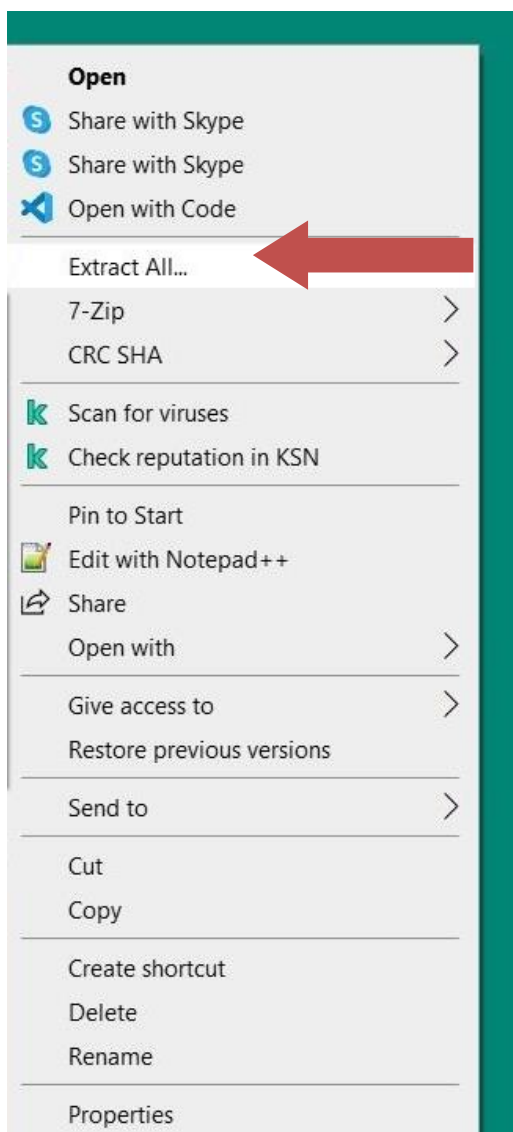 Open
Share with Skype
Share with Skype
Open with Code
Extract All...
7-Zip
CRC SHA
Scan for viruses
Check reputation in KSN
Pin to Start
Edit with Notepad++
Share
Open with
Give access to
Restore previous versions
Send to
Cut
Copy
Create shortcut
Delete
Rename
Properties